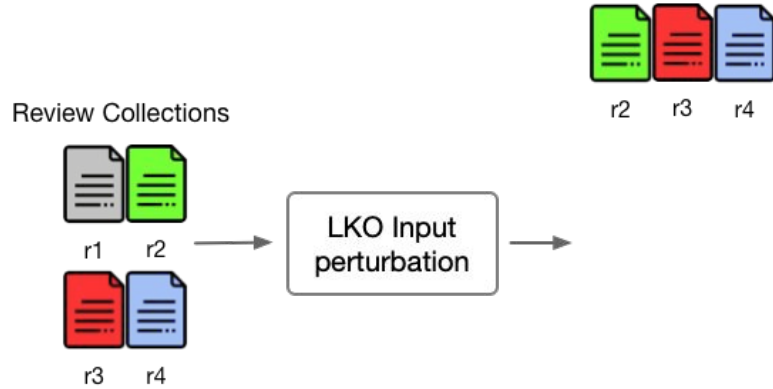 r2 r3 r4
Review Collections
r1 r2
LKO Input
perturbation
r3 r4